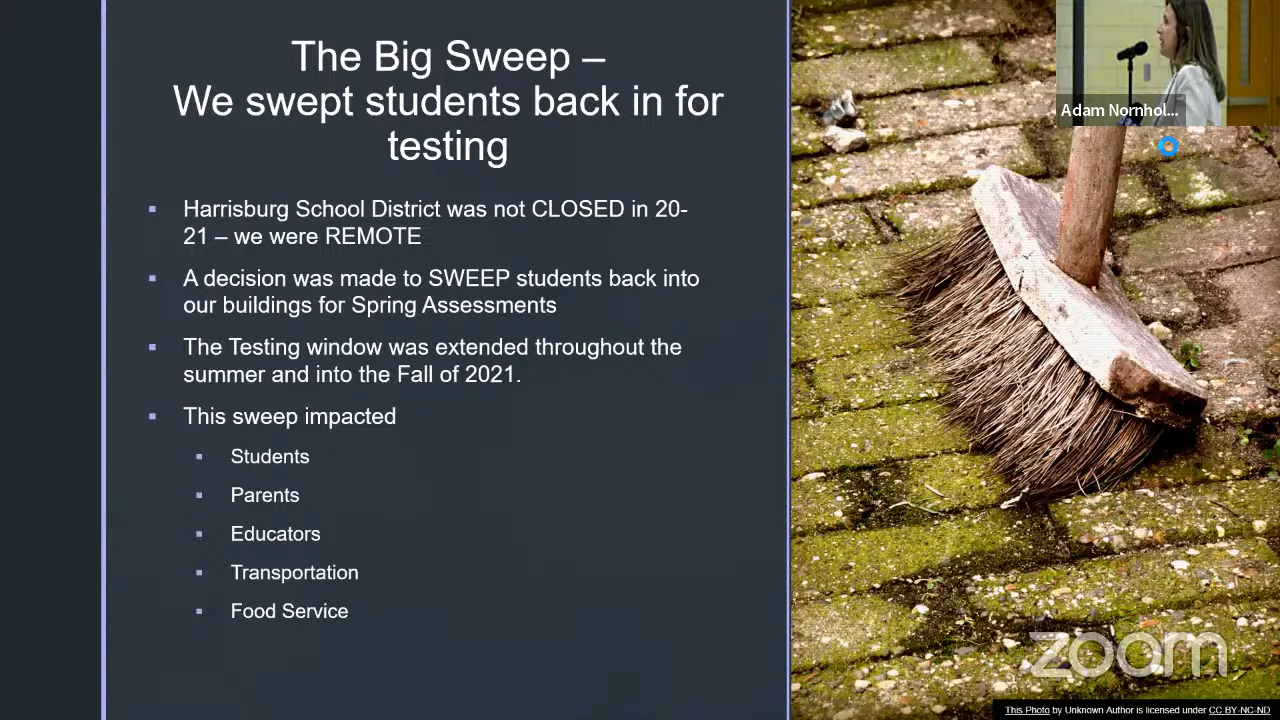 The Big Sweep –
We swept students back in for
testing
▪ Harrisburg School District was not CLOSED in 20-
21 – we were REMOTE
▪ A decision was made to SWEEP students back into
our buildings for Spring Assessments
▪ The Testing window was extended throughout the
summer and into the Fall of 2021.
▪ This sweep impacted
▪ Students
▪ Parents
▪ Educators
▪ Transportation
▪ Food Service
Adam Nornhol...
zoom
This Photo by Unknown Author is licensed under CC BY-NC-ND